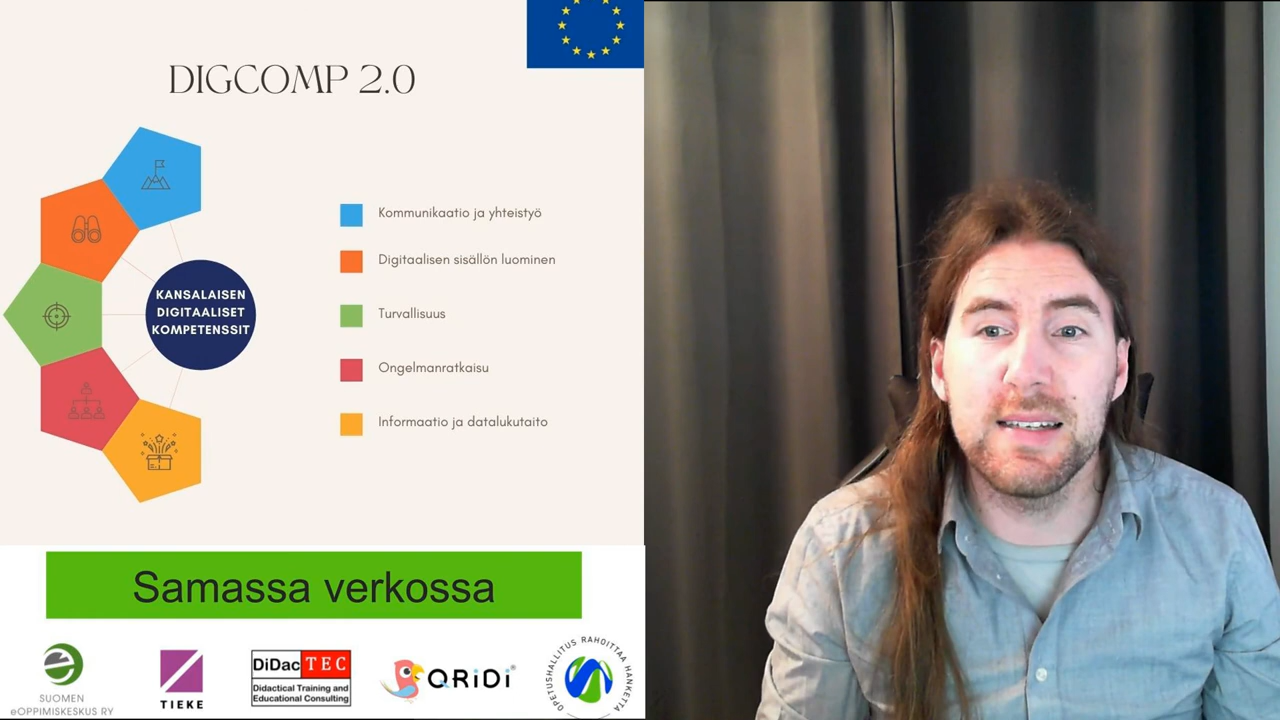 DIGCOMP 2.0
KANSALAISEN
DIGITAALISET
KOMPETENSSIT
Kommunikaatio ja yhteistyö
Digitaalisen sisällön luominen
Turvallisuus
Ongelmanratkaisu
Informaatio ja datalukutaito
Samassa verkossa
SUOMEN
eOPPIMISKESKUS RY
TIEKE
DiDacTEC
Didactical Training and
Educational Consulting
QRiDi
OPETUSHALLITUS RAHOITTAA HANKETTA